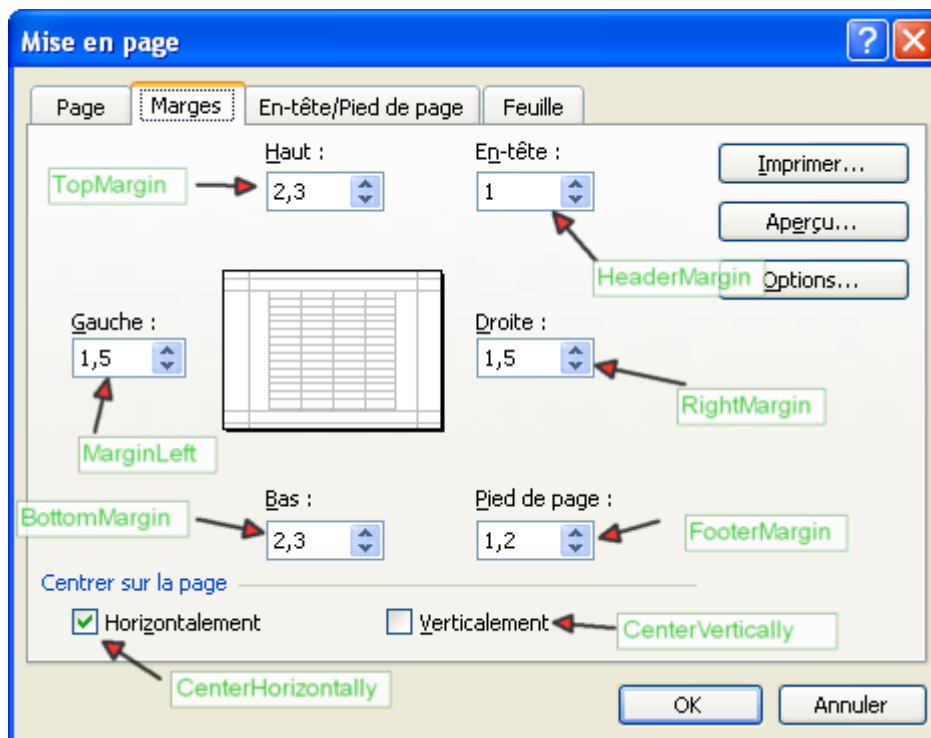 Mise en page
Page Marges En-tête/Pied de page Feuille
Haut : En-tête :
Imprimer...
TopMargin 2,3 1
Aperçu...
HeaderMargin Options...
Gauche : Droite :
1,5 1,5
RightMargin
MarginLeft
Bas : Pied de page :
BottomMargin 2,3 1,2 FooterMargin
Centrer sur la page
Horizontalement Verticalement CenterVertically
CenterHorizontally
OK Annuler